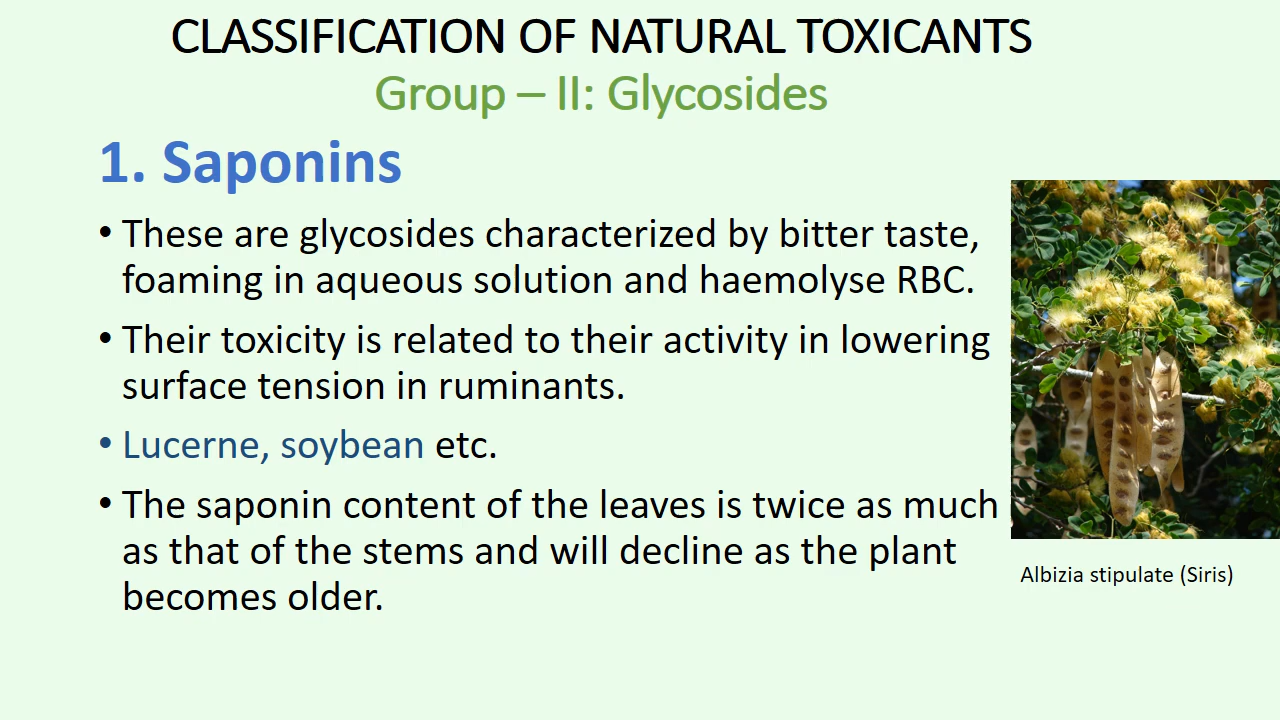 CLASSIFICATION OF NATURAL TOXICANTS
Group – II: Glycosides
1. Saponins
• These are glycosides characterized by bitter taste,
foaming in aqueous solution and haemolyse RBC.
• Their toxicity is related to their activity in lowering
surface tension in ruminants.
• Lucerne, soybean etc.
• The saponin content of the leaves is twice as much
as that of the stems and will decline as the plant
becomes older.
Albizia stipulate (Siris)